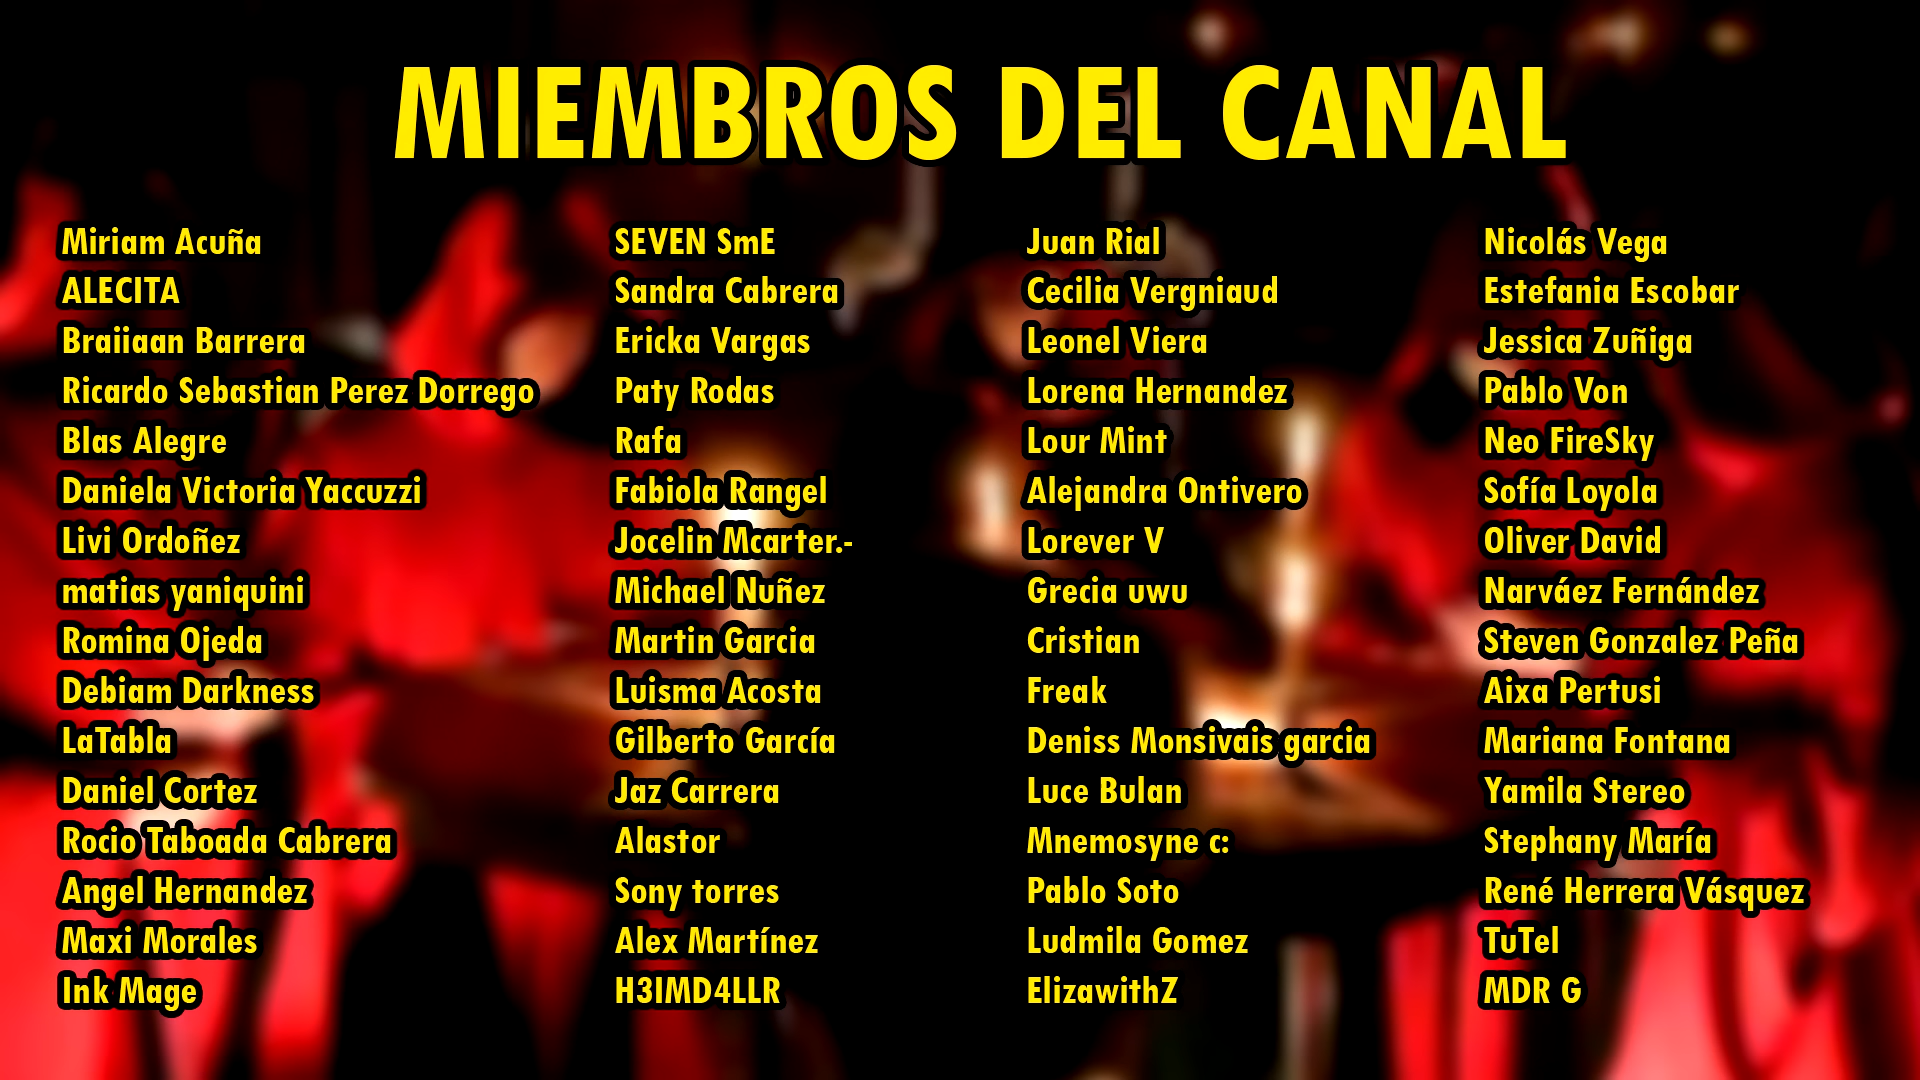 MIEMBROS DEL CANAL
Miriam Acuña
ALECITA
Braiiaan Barrera
Ricardo Sebastian Perez Dorrego
Blas Alegre
Daniela Victoria Yaccuzzi
Livi Ordoñez
matias yaniquini
Romina Ojeda
Debiam Darkness
LaTabla
Daniel Cortez
Rocio Taboada Cabrera
Angel Hernandez
Maxi Morales
Ink Mage
SEVEN SmE
Sandra Cabrera
Ericka Vargas
Paty Rodas
Rafa
Fabiola Rangel
Jocelin Mcarter.-
Michael Nuñez
Martin Garcia
Luisma Acosta
Gilberto García
Jaz Carrera
Alastor
Sony torres
Alex Martínez
H3IMD4LLR
Juan Rial
Cecilia Vergniaud
Leonel Viera
Lorena Hernandez
Lour Mint
Alejandra Ontivero
Lorever V
Grecia uwu
Cristian
Freak
Deniss Monsivais garcia
Luce Bulan
Mnemosyne c:
Pablo Soto
Ludmila Gomez
ElizawithZ
Nicolás Vega
Estefania Escobar
Jessica Zuñiga
Pablo Von
Neo FireSky
Sofía Loyola
Oliver David
Narváez Fernández
Steven Gonzalez Peña
Aixa Pertusi
Mariana Fontana
Yamila Stereo
Stephany María
René Herrera Vásquez
TuTel
MDR G